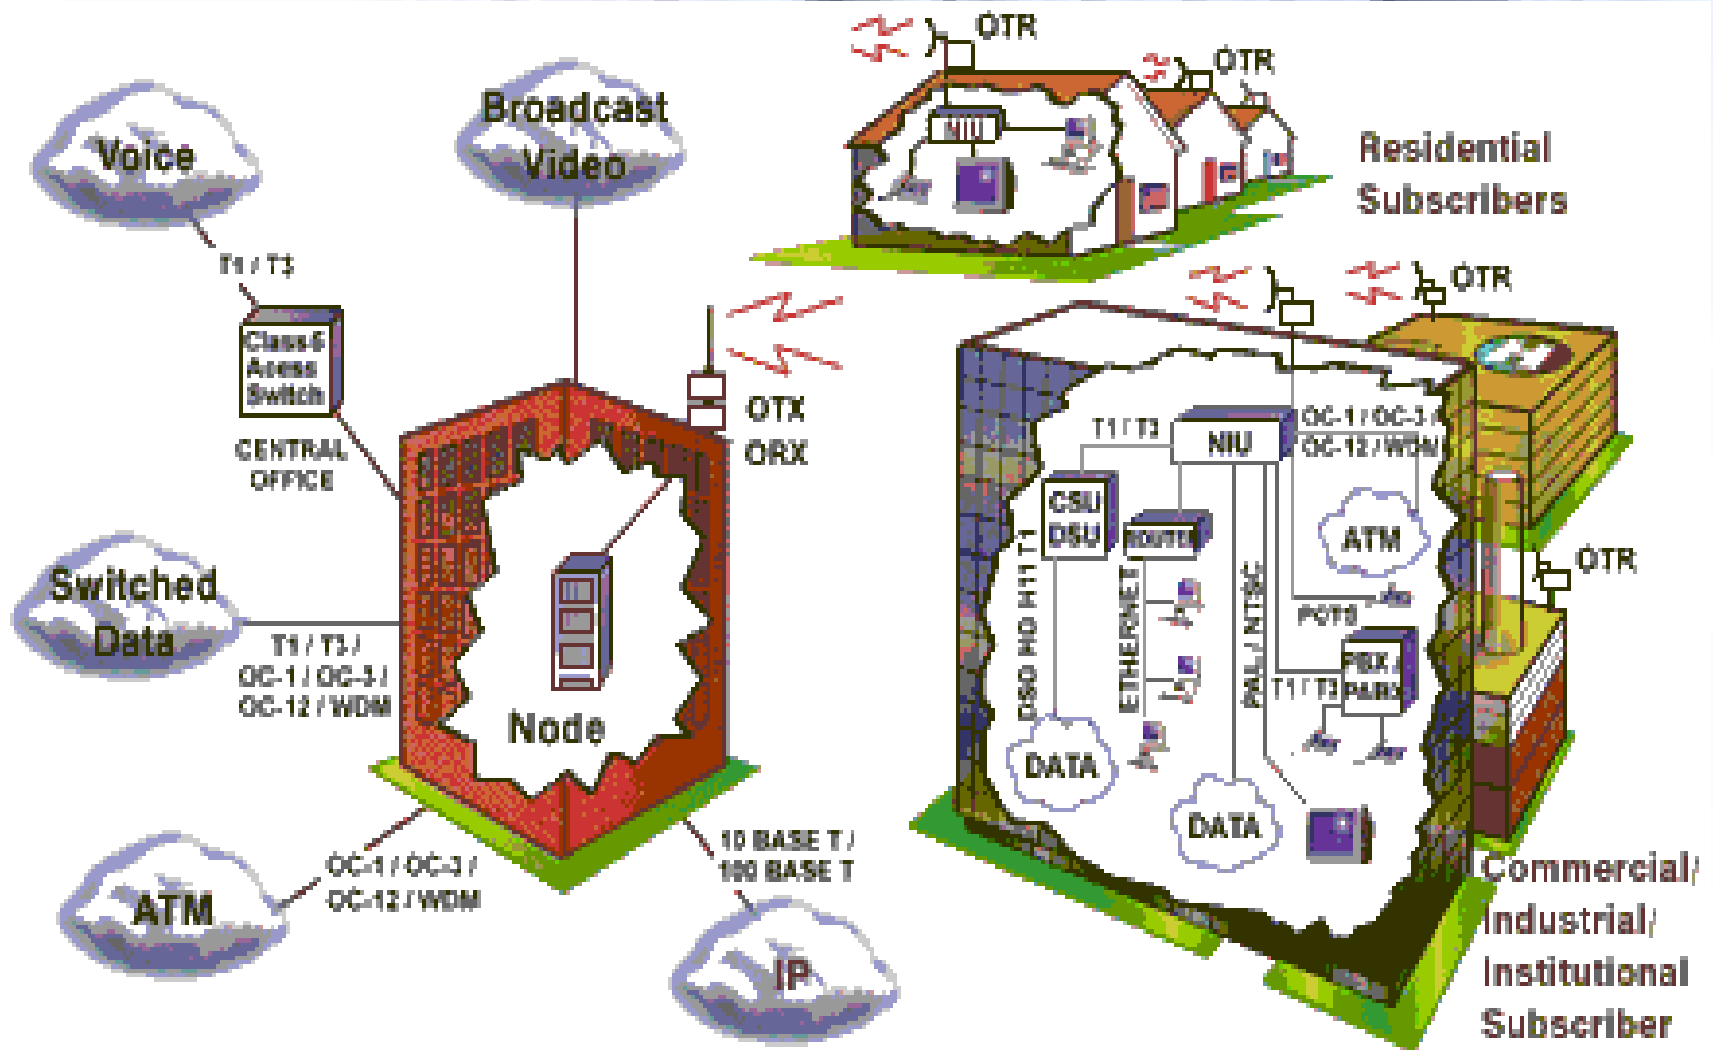 OTR
OTR
Broadcast
Video
Voice
NIU
Residential
Subscribers
T1 / T3
OTR
Class5
Acess
Switch
OTX
ORX
CENTRAL
OFFICE
T1 / T3
NIU
OC-1 / OC-3 /
OC-12 / WDM
CSU
DSU
ROUTER
ATM
OTR
Switched
Data
T1 / T3 /
OC-1 / OC-3 /
OC-12 / WDM
Node
ETHERNET
PAL / NTSC
POTS
PBX /
T1 / T3
DATA
DATA
10 BASE T /
100 BASE T
OC-1 / OC-3 /
OC-12 / WDM
ATM
IP
Commercial/
Industrial/
Institutional
Subscriber